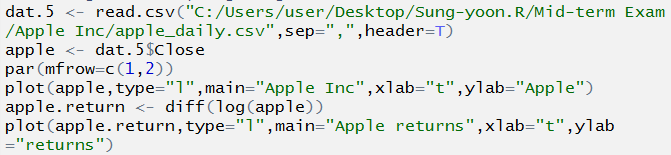 dat.5 <- read.csv("C:/Users/user/Desktop/Sung-yoon.R/Mid-term Exam
/Apple Inc/apple_daily.csv",sep=",",header=T)
apple <- dat.5$Close
par(mfrow=c(1,2))
plot(apple,type="l",main="Apple Inc",xlab="t",ylab="Apple")
apple.return <- diff(log(apple))
plot(apple.return,type="l",main="Apple returns",xlab="t",ylab
="returns")